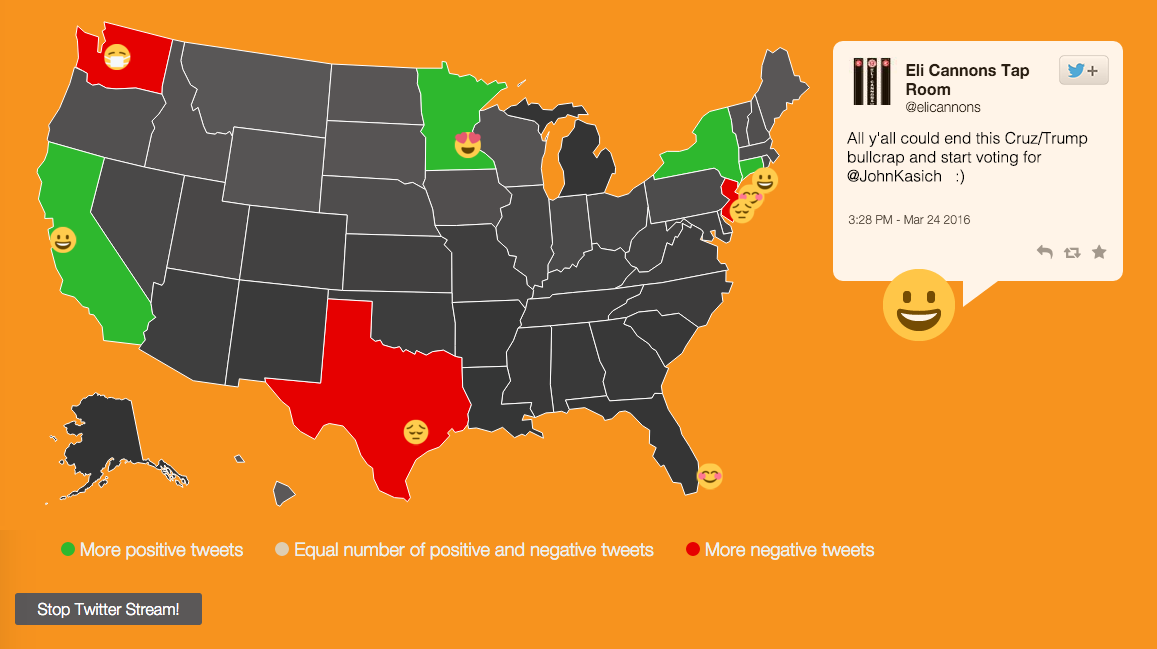 Eli Cannons Tap
Room
@elicannons
All y'all could end this Cruz/Trump
bullcrap and start voting for
@JohnKasich :)
3:28 PM - Mar 24 2016
More positive tweets
Equal number of positive and negative tweets
More negative tweets
Stop Twitter Stream!